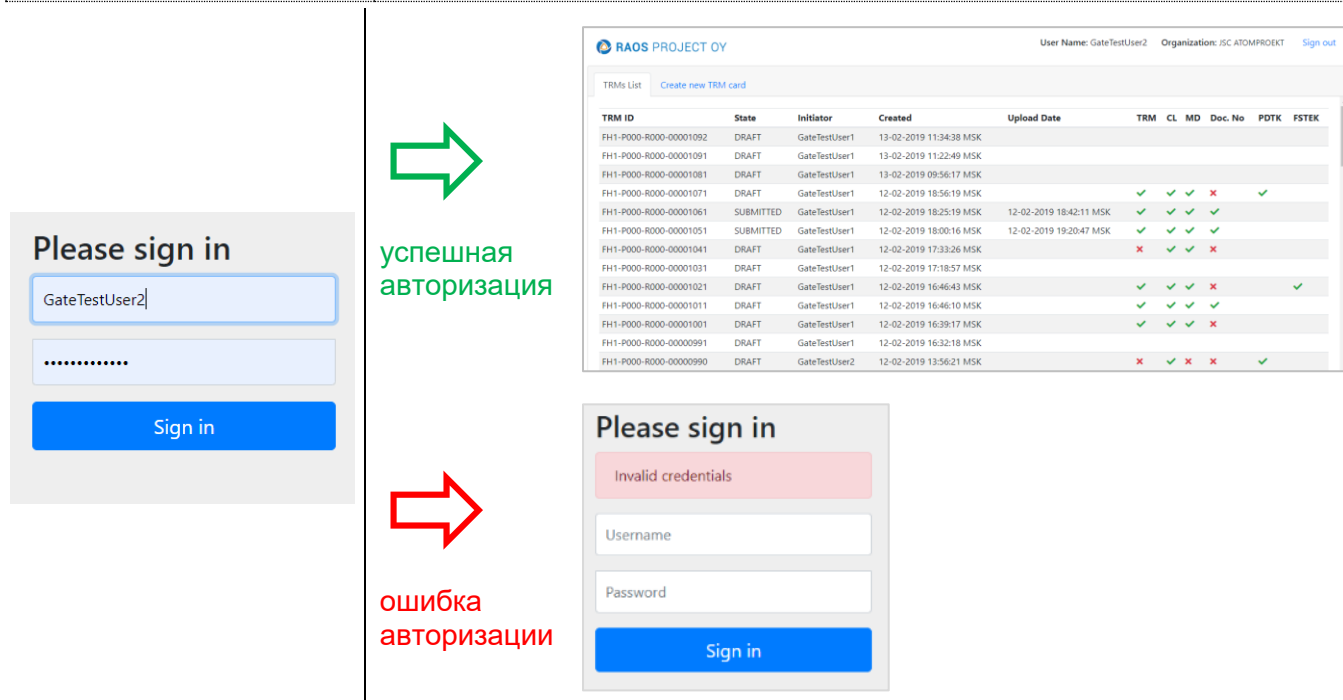 Please sign in
GateTestUser2
•••••••••••••
Sign in
успешная
авторизация
RAOS PROJECT OY
User Name: GateTestUser2 Organization: JSC ATOMPROEKT Sign out
TRMs List Create new TRM card
TRM ID State Initiator Created Upload Date TRM CL MD Doc. No PDTK FSTEK
FH1-P000-R000-00001092 DRAFT GateTestUser1 13-02-2019 11:34:38 MSK
FH1-P000-R000-00001091 DRAFT GateTestUser1 13-02-2019 11:22:49 MSK
FH1-P000-R000-00001081 DRAFT GateTestUser1 13-02-2019 09:56:17 MSK
FH1-P000-R000-00001071 DRAFT GateTestUser1 12-02-2019 18:56:19 MSK
FH1-P000-R000-00001061 SUBMITTED GateTestUser1 12-02-2019 18:25:19 MSK 12-02-2019 18:42:11 MSK
FH1-P000-R000-00001051 SUBMITTED GateTestUser1 12-02-2019 18:00:16 MSK 12-02-2019 19:20:47 MSK
FH1-P000-R000-00001041 DRAFT GateTestUser1 12-02-2019 17:33:26 MSK
FH1-P000-R000-00001031 DRAFT GateTestUser1 12-02-2019 17:18:57 MSK
FH1-P000-R000-00001021 DRAFT GateTestUser1 12-02-2019 16:46:43 MSK
FH1-P000-R000-00001011 DRAFT GateTestUser1 12-02-2019 16:46:10 MSK
FH1-P000-R000-00001001 DRAFT GateTestUser1 12-02-2019 16:39:17 MSK
FH1-P000-R000-00000991 DRAFT GateTestUser1 12-02-2019 16:32:18 MSK
FH1-P000-R000-00000990 DRAFT GateTestUser2 12-02-2019 13:56:21 MSK
ошибка
авторизации
Please sign in
Invalid credentials
Username
Password
Sign in